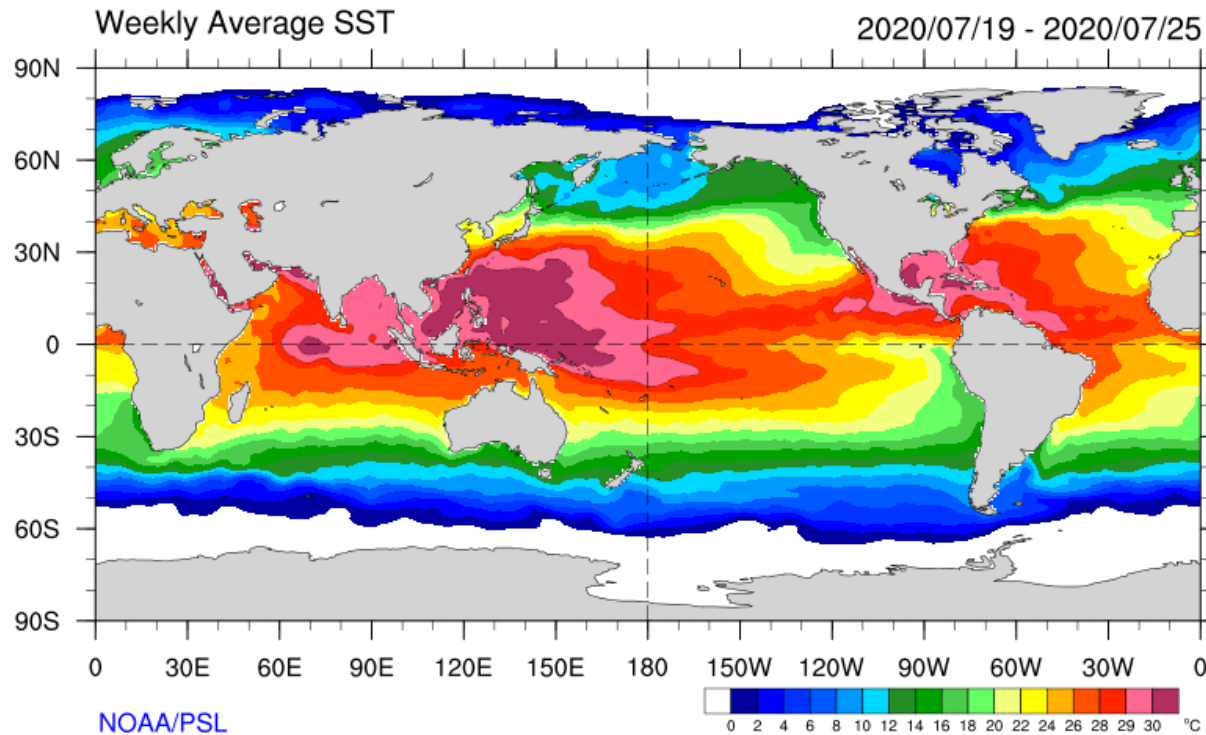 Weekly Average SST 2020/07/19 - 2020/07/25
90N
60N
30N
0
30S
60S
90S
0 30E 60E 90E 120E 150E 180 150W 120W 90W 60W 30W 0
0 2 4 6 8 10 12 14 16 18 20 22 24 26 28 29 30 °C
NOAA/PSL